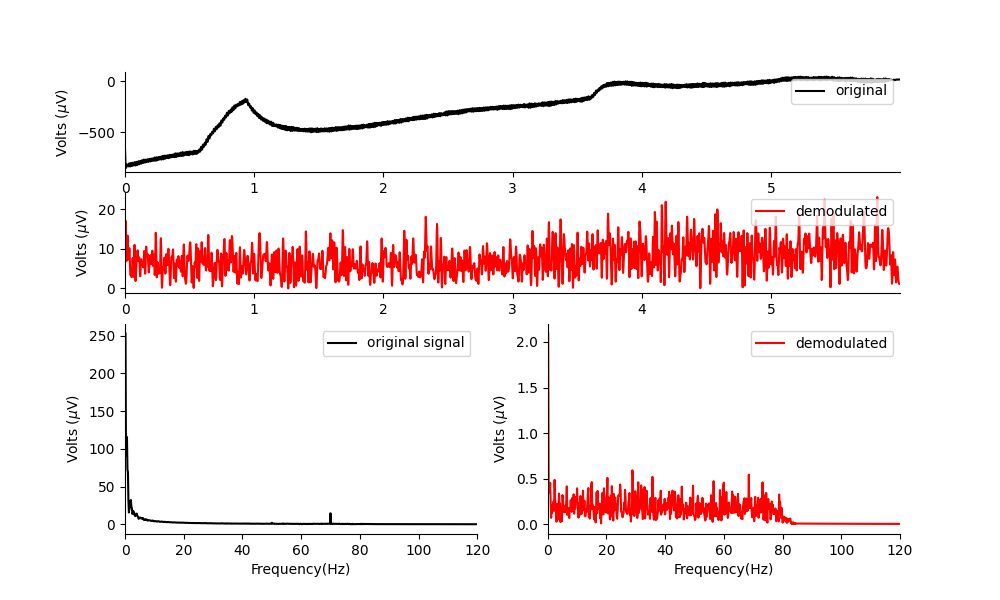 Volts (μV)
0
−500
original
0 1 2 3 4 5
Volts (μV)
20
10
0
demodulated
0 1 2 3 4 5
Volts (μV)
250
200
150
100
50
0
original signal
0 20 40 60 80 100 120
Frequency(Hz)
Volts (μV)
2.0
1.5
1.0
0.5
0.0
demodulated
0 20 40 60 80 100 120
Frequency(Hz)